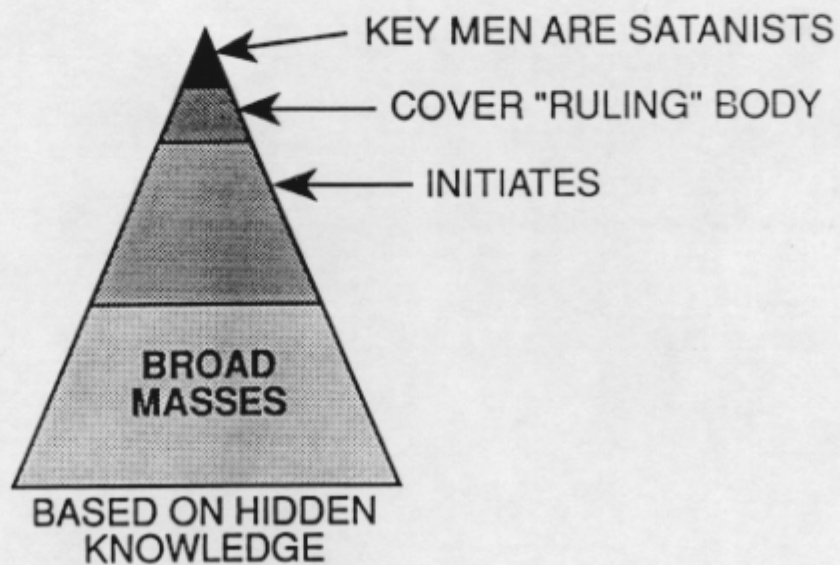 KEY MEN ARE SATANISTS
COVER "RULING" BODY
INITIATES
BROAD
MASSES
BASED ON HIDDEN
KNOWLEDGE